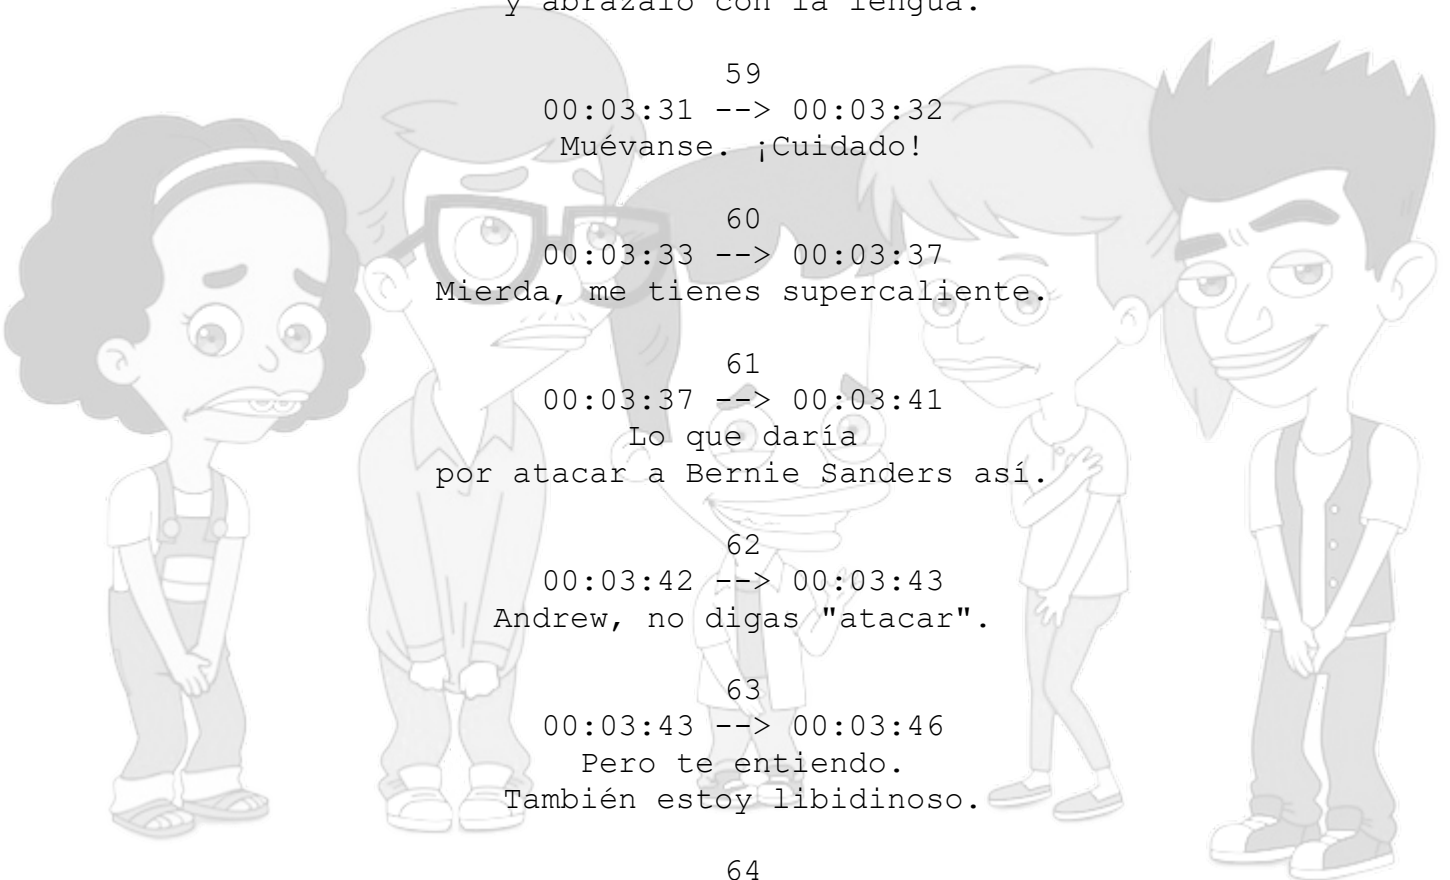 y abrázalo con la lengua.
59
00:03:31 --> 00:03:32
Muévanse. ¡Cuidado!
60
00:03:33 --> 00:03:37
Mierda, me tienes supercaliente.
61
00:03:37 --> 00:03:41
Lo que daría
por atacar a Bernie Sanders así.
62
00:03:42 --> 00:03:43
Andrew, no digas "atacar".
63
00:03:43 --> 00:03:46
Pero te entiendo.
También estoy libidinoso.
64